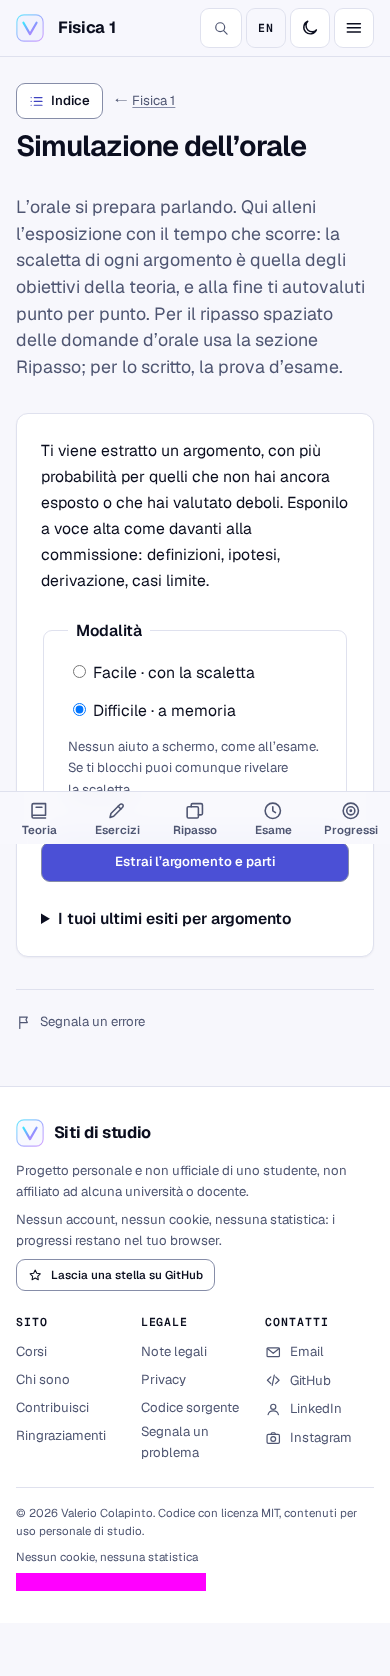 Fisica 1
EN
Indice
← Fisica 1
Simulazione dell’orale
L’orale si prepara parlando. Qui alleni
l’esposizione con il tempo che scorre: la
scaletta di ogni argomento è quella degli
obiettivi della teoria, e alla fine ti autovaluti
punto per punto. Per il ripasso spaziato
delle domande d’orale usa la sezione
Ripasso; per lo scritto, la prova d’esame.
Ti viene estratto un argomento, con più
probabilità per quelli che non hai ancora
esposto o che hai valutato deboli. Esponilo
a voce alta come davanti alla
commissione: definizioni, ipotesi,
derivazione, casi limite.
Modalità
Facile · con la scaletta
Difficile · a memoria
Nessun aiuto a schermo, come all’esame.
Se ti blocchi puoi comunque rivelare
la scaletta.
Teoria Esercizi Ripasso Esame Progressi
Estrai l’argomento e parti
I tuoi ultimi esiti per argomento
Segnala un errore
Siti di studio
Progetto personale e non ufficiale di uno studente, non
affiliato ad alcuna università o docente.
Nessun account, nessun cookie, nessuna statistica: i
progressi restano nel tuo browser.
Lascia una stella su GitHub
SITO
Corsi
Chi sono
Contribuisci
Ringraziamenti
LEGALE
Note legali
Privacy
Codice sorgente
Segnala un
problema
CONTATTI
Email
GitHub
LinkedIn
Instagram
© 2026 Valerio Colapinto. Codice con licenza MIT, contenuti per
uso personale di studio.
Nessun cookie, nessuna statistica